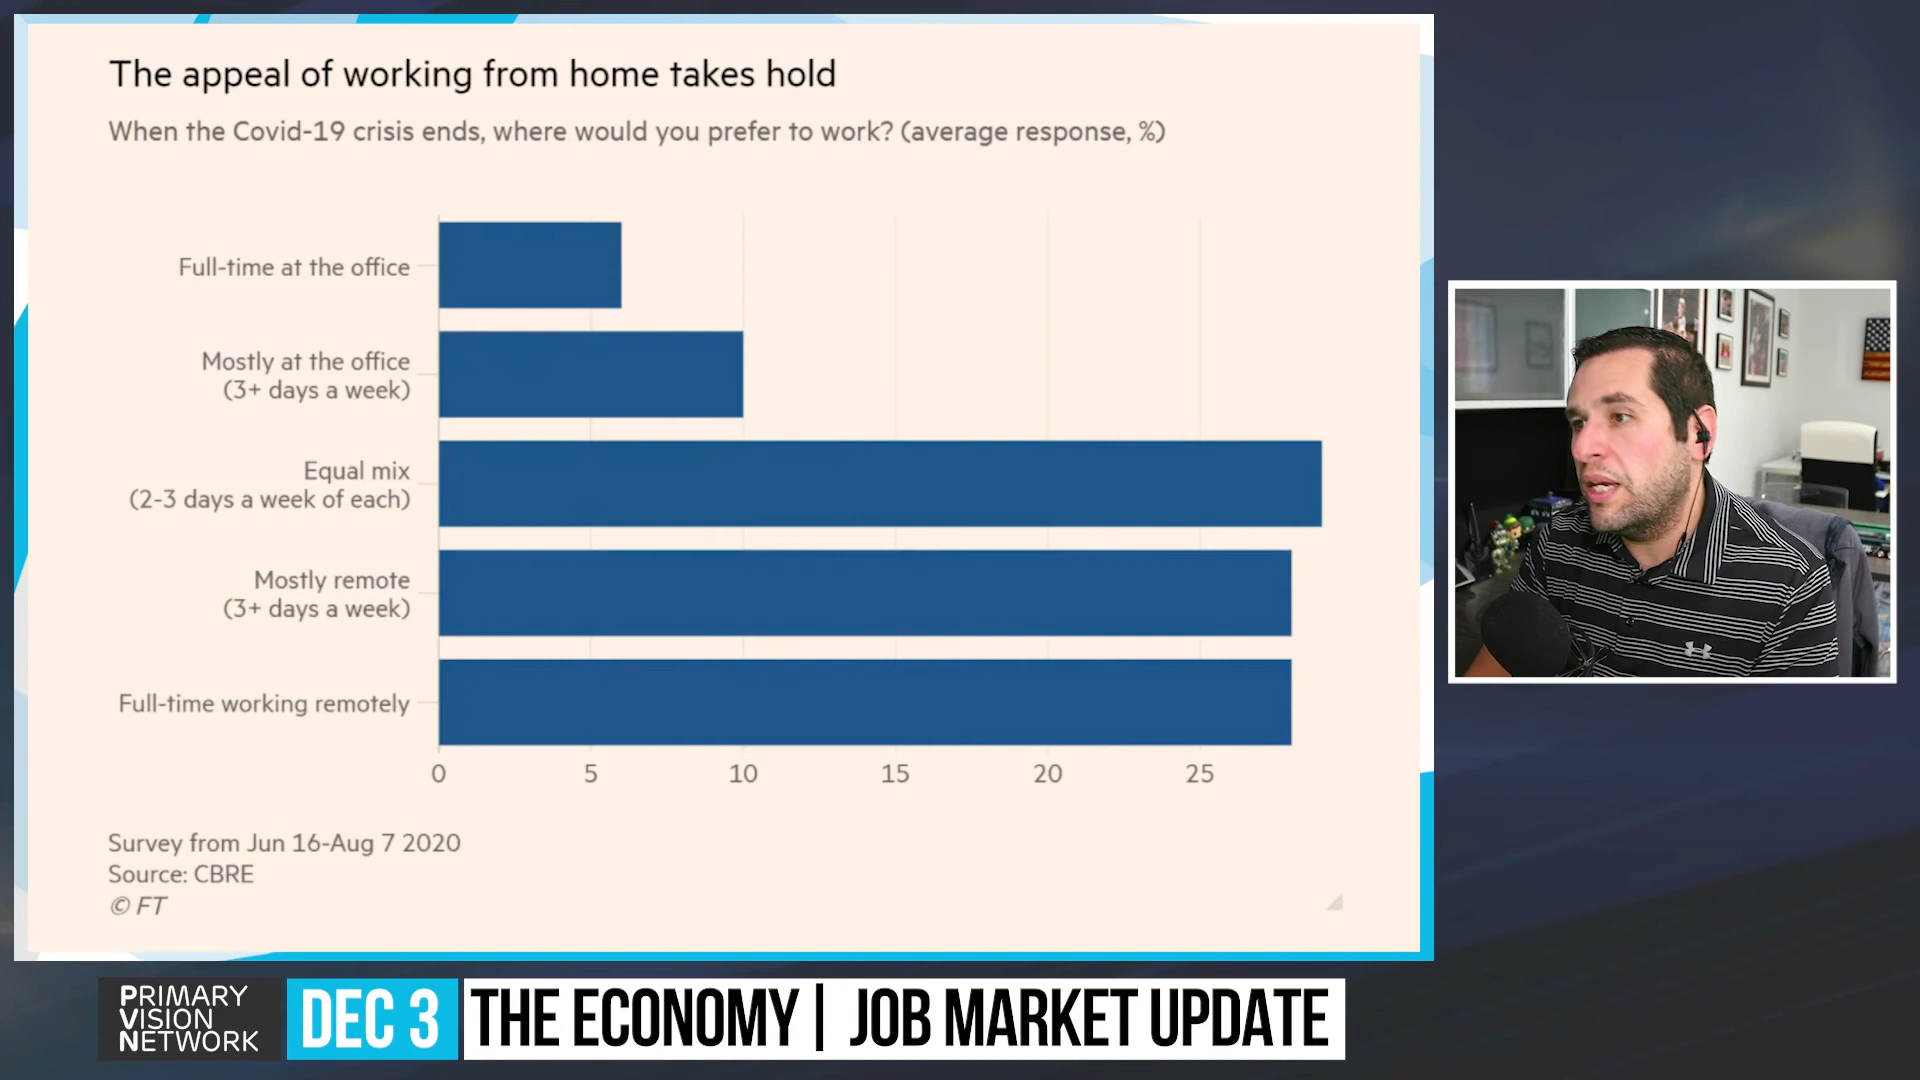 The appeal of working from home takes hold
When the Covid-19 crisis ends, where would you prefer to work? (average response, %)
Full-time at the office
Mostly at the office
(3+ days a week)
Equal mix
(2-3 days a week of each)
Mostly remote
(3+ days a week)
Full-time working remotely
0 5 10 15 20 25
Survey from Jun 16-Aug 7 2020
Source: CBRE
© FT
PRIMARY
VISION
NETWORK
DEC 3
THE ECONOMY | JOB MARKET UPDATE